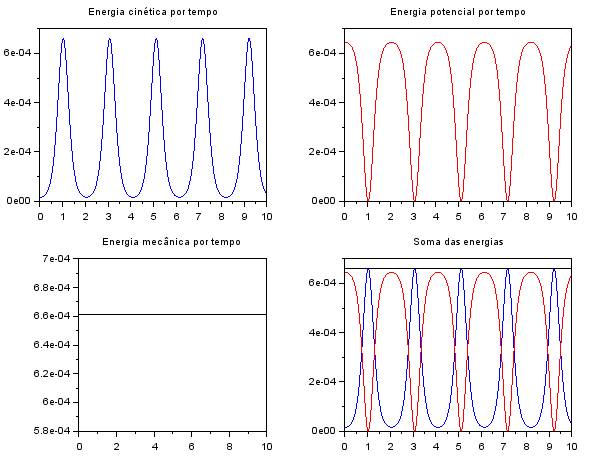 Energia cinética por tempo
6e-04
4e-04
2e-04
0e00
0 1 2 3 4 5 6 7 8 9 10
Energia potencial por tempo
6e-04
4e-04
2e-04
0e00
0 1 2 3 4 5 6 7 8 9 10
Energia mecânica por tempo
7e-04
6.8e-04
6.6e-04
6.4e-04
6.2e-04
6e-04
5.8e-04
0 2 4 6 8 10
Soma das energias
6e-04
4e-04
2e-04
0e00
0 1 2 3 4 5 6 7 8 9 10